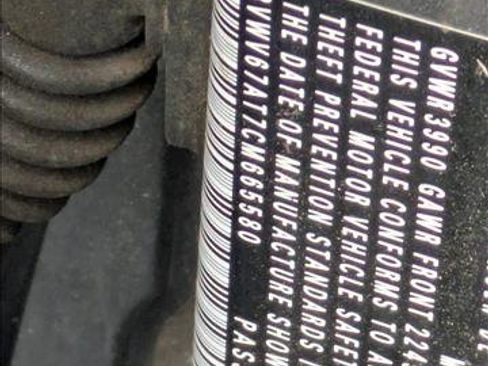 GVWR 3990 GAWR FRONT 224
THIS VEHICLE CONFORMS TO A
FEDERAL MOTOR VEHICLE SAFE
THEFT PREVENTION STANDARDS
THE DATE OF MANUFACTURE SHOW
VWV67AT7CM665580
PAS